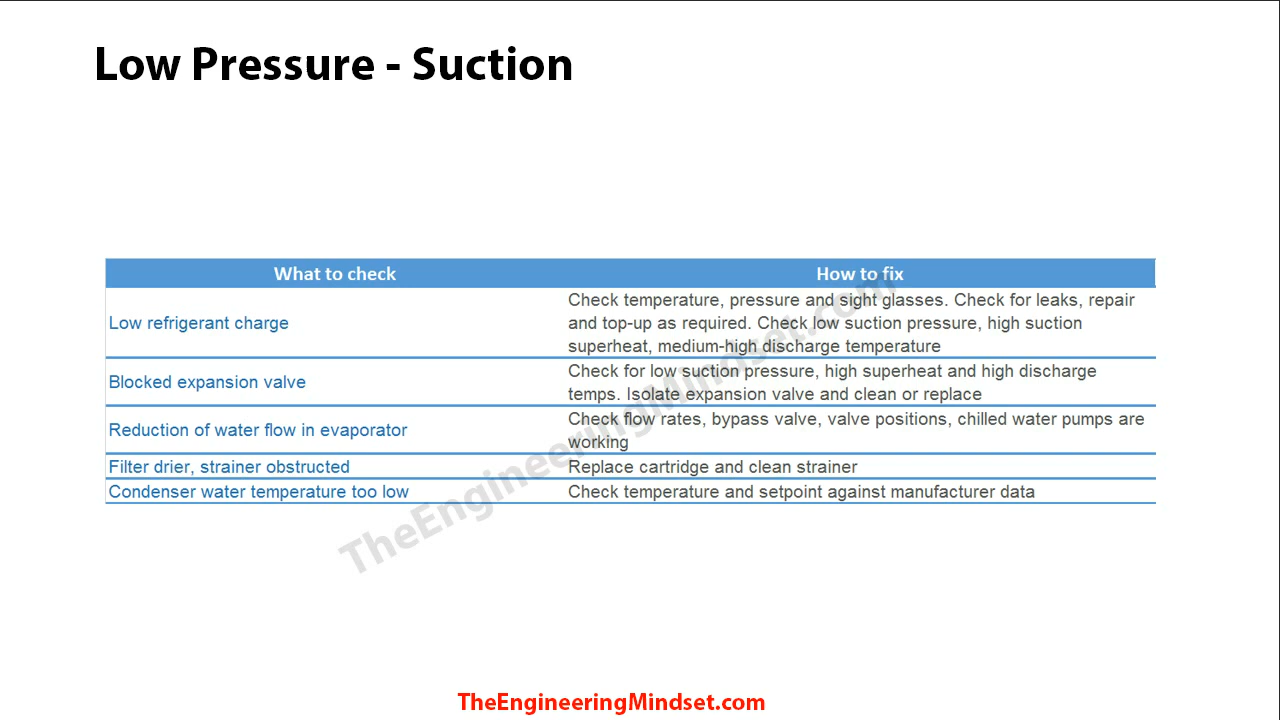 Low Pressure - Suction
What to check
How to fix
Low refrigerant charge
Check temperature, pressure and sight glasses. Check for leaks, repair
and top-up as required. Check low suction pressure, high suction
superheat, medium-high discharge temperature
Blocked expansion valve
Check for low suction pressure, high superheat and high discharge
temps. Isolate expansion valve and clean or replace
Reduction of water flow in evaporator
Check flow rates, bypass valve, valve positions, chilled water pumps are
working
Filter drier, strainer obstructed
Replace cartridge and clean strainer
Condenser water temperature too low
Check temperature and setpoint against manufacturer data
TheEngineeringMindset.com
TheEngineeringMindset.com